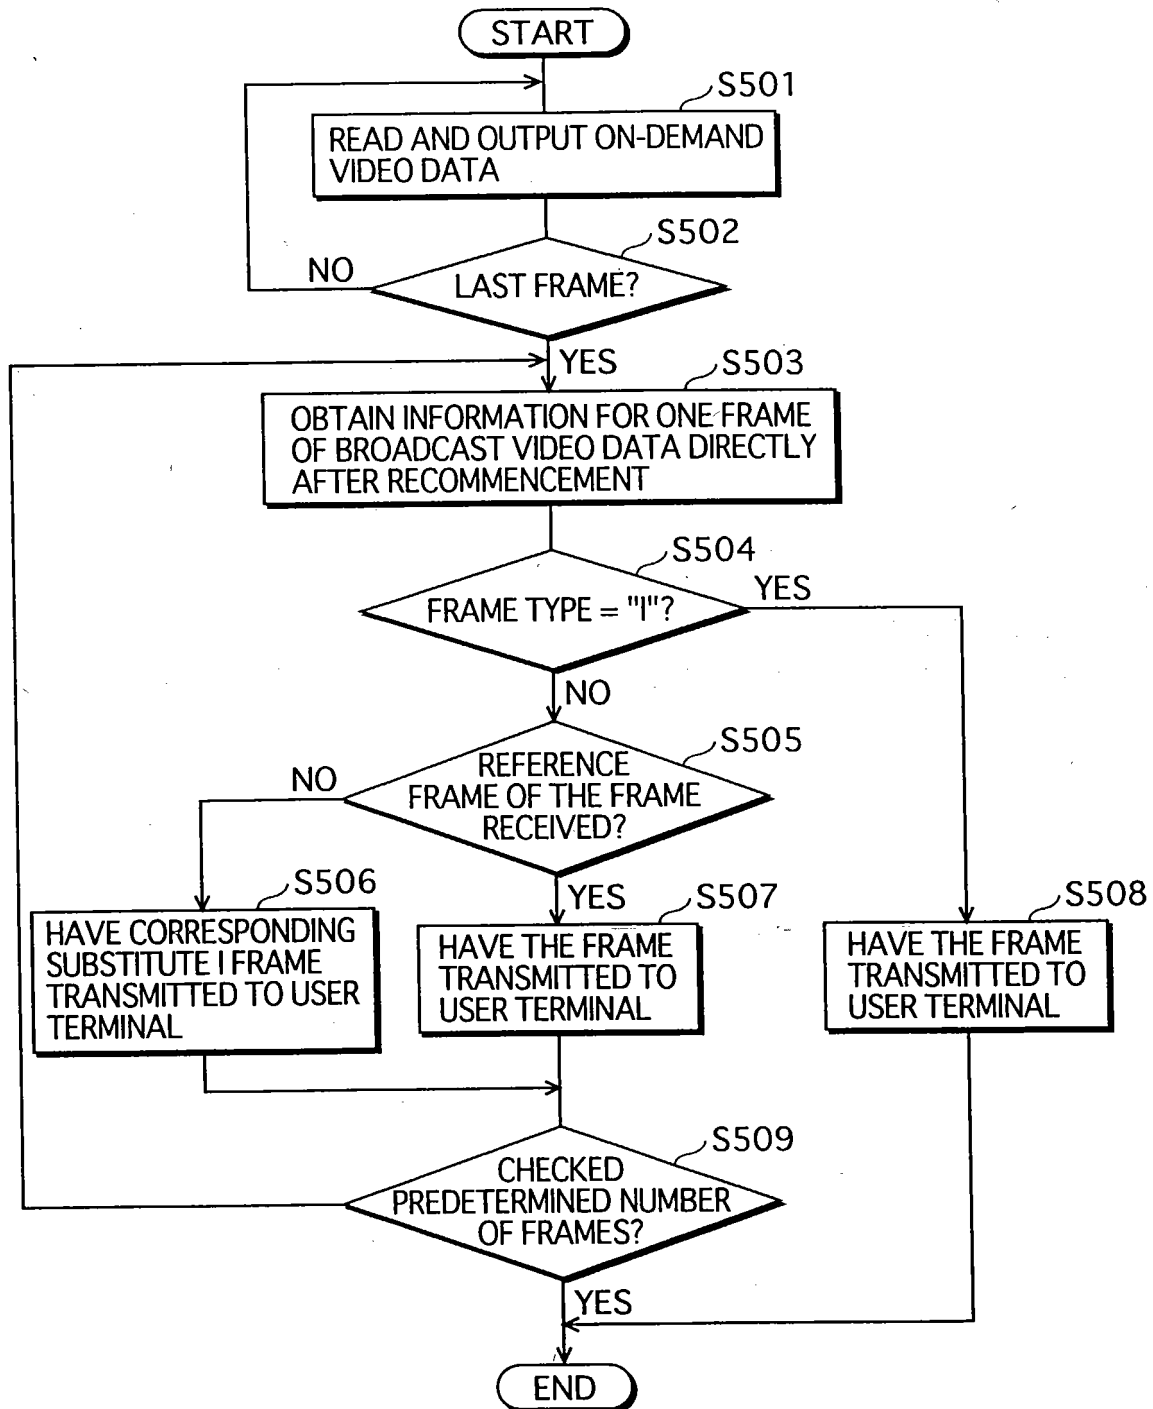 START
S501
READ AND OUTPUT ON-DEMAND
VIDEO DATA
S502
NO
LAST FRAME?
YES
S503
OBTAIN INFORMATION FOR ONE FRAME
OF BROADCAST VIDEO DATA DIRECTLY
AFTER RECOMMENCEMENT
S504
YES
FRAME TYPE = "I"?
NO
S505
NO
REFERENCE
FRAME OF THE FRAME
RECEIVED?
S506
YES
S507
S508
HAVE CORRESPONDING
SUBSTITUTE I FRAME
TRANSMITTED TO USER
TERMINAL
HAVE THE FRAME
TRANSMITTED TO
USER TERMINAL
HAVE THE FRAME
TRANSMITTED TO
USER TERMINAL
S509
CHECKED
PREDETERMINED NUMBER
OF FRAMES?
YES
END